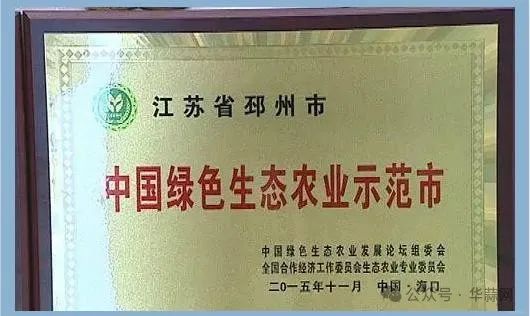 江苏省邳州市
中国绿色生态农业示范市
中国绿色生态农业发展论坛组委会
全国合作经济工作委员会生态农业专业委员会
二〇一五年十一月 中国·海口
公众号·华蒜网